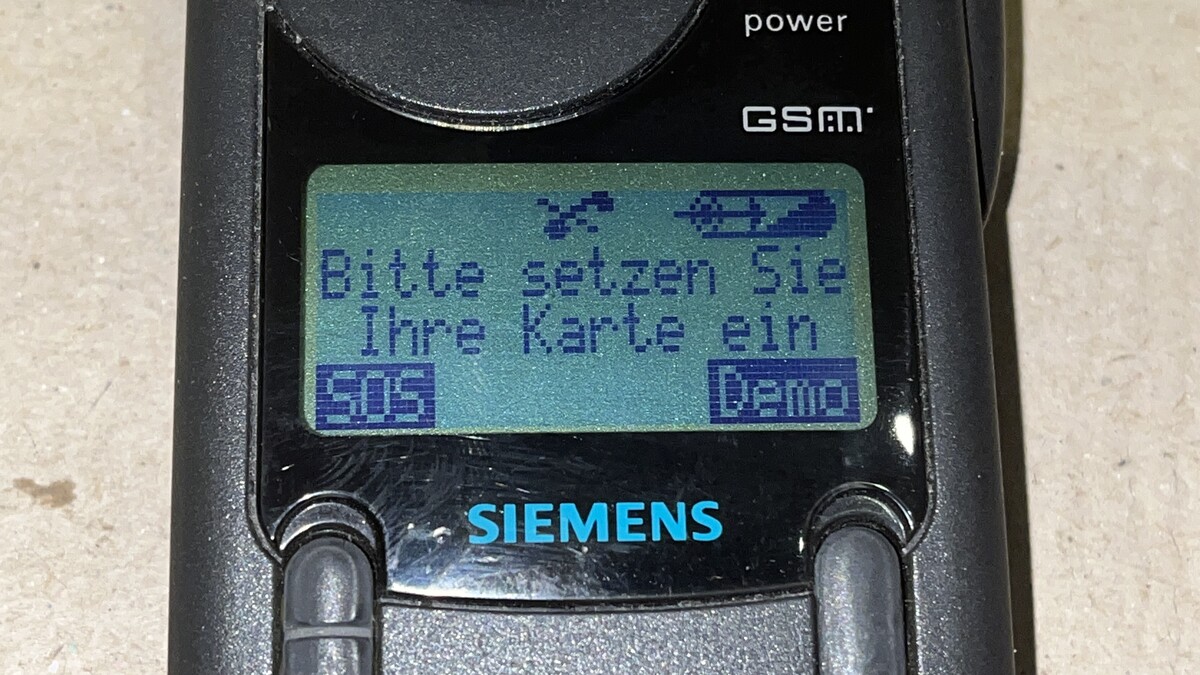 power
GSM
Bitte setzen Sie
Ihre Karte ein
SOS Demo
SIEMENS